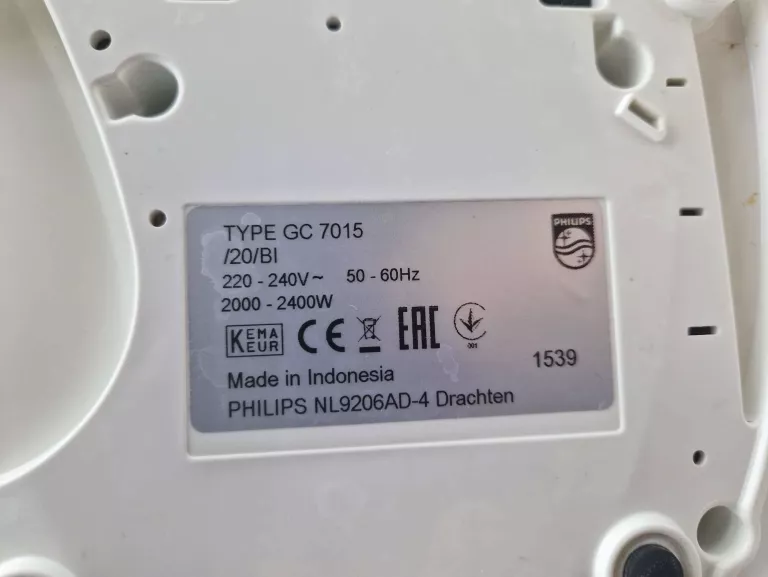 TYPE GC 7015
/20/BI
PHILIPS
220 - 240V~ 50 - 60Hz
2000 - 2400W
KEMA
KEUR
CE
EAC
001
1539
Made in Indonesia
PHILIPS NL9206AD-4 Drachten